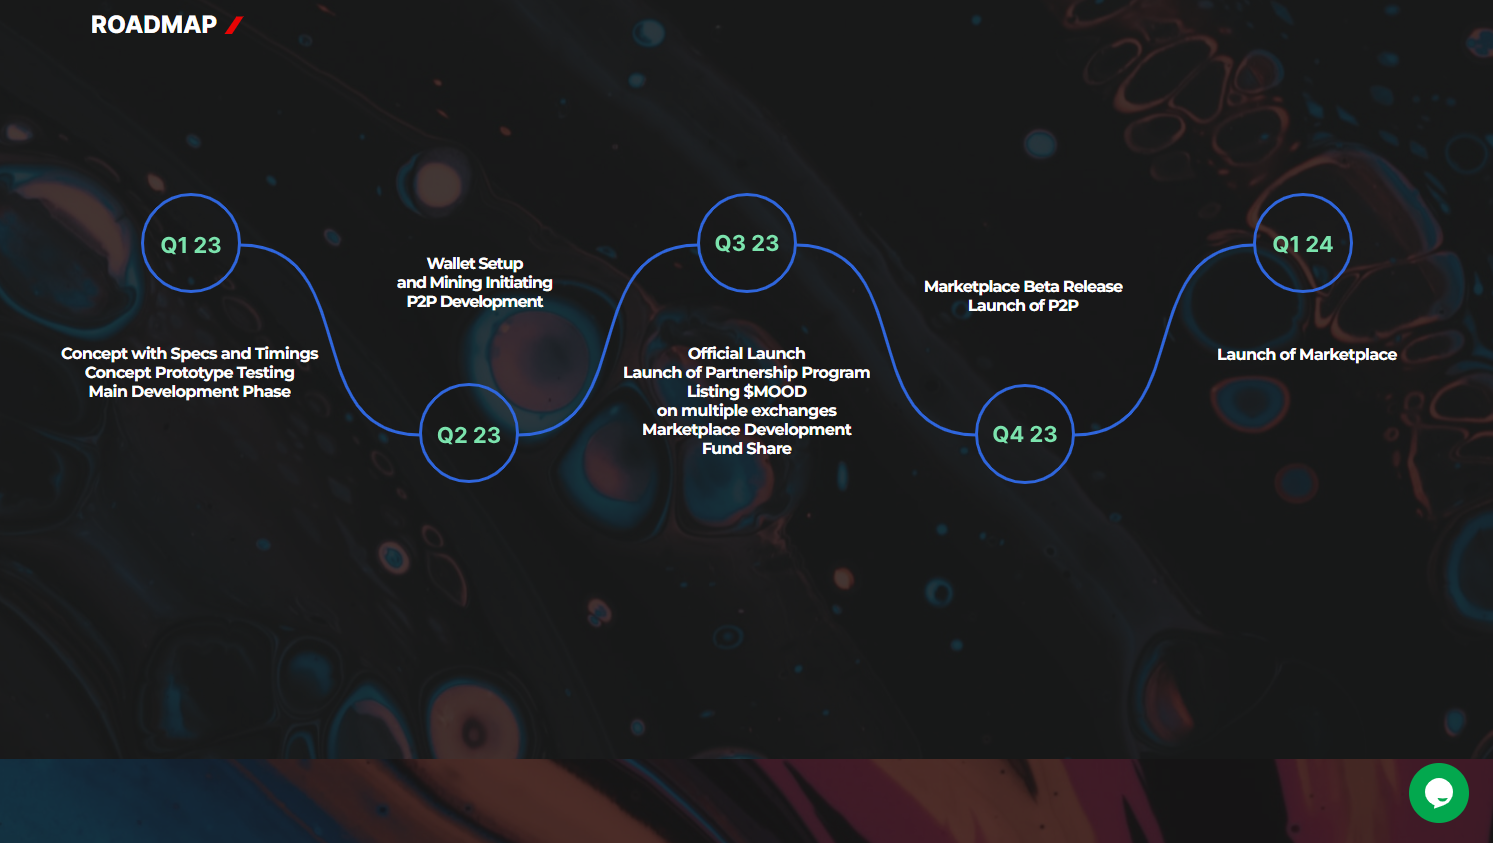 ROADMAP
Q1 23
Concept with Specs and Timings
Concept Prototype Testing
Main Development Phase
Wallet Setup
and Mining Initiating
P2P Development
Q2 23
Q3 23
Official Launch
Launch of Partnership Program
Listing $MOOD
on multiple exchanges
Marketplace Development
Fund Share
Marketplace Beta Release
Launch of P2P
Q4 23
Q1 24
Launch of Marketplace